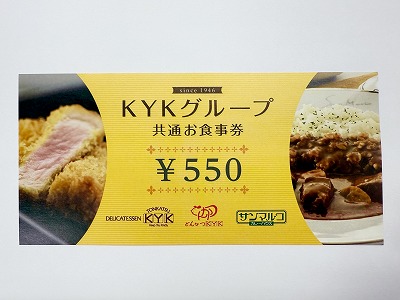 since 1946
KYKグループ
共通お食事券
¥550
DELICATESSEN
TONKATSU
KYK
とんかつKYK
サンマルコ